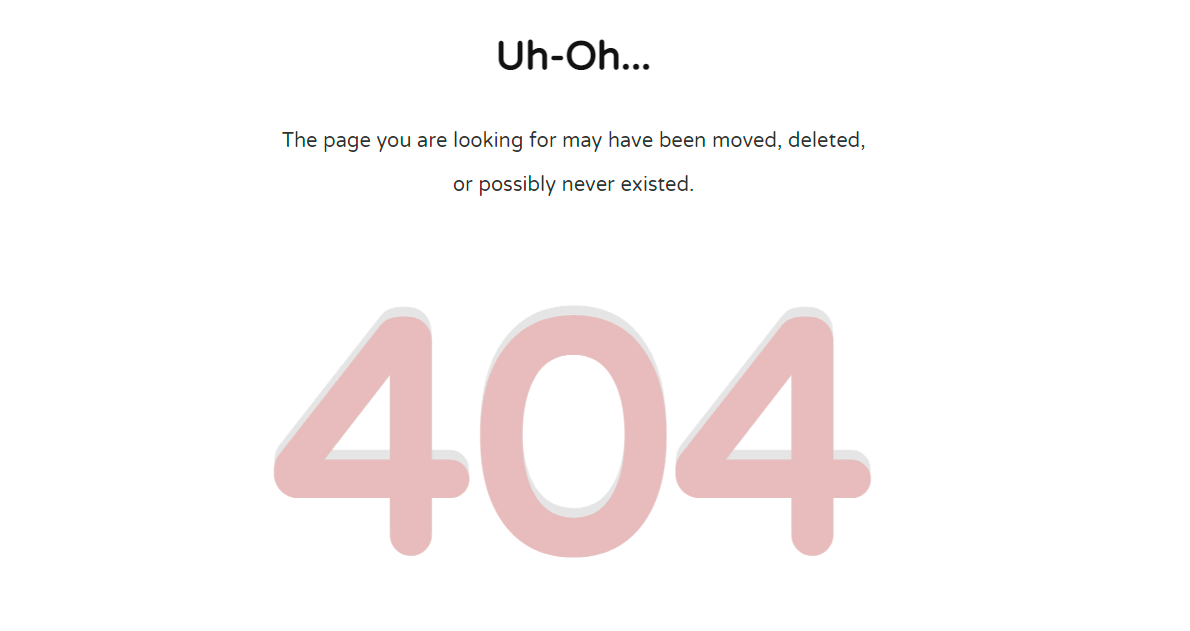 Uh-Oh...
The page you are looking for may have been moved, deleted,
or possibly never existed.
404